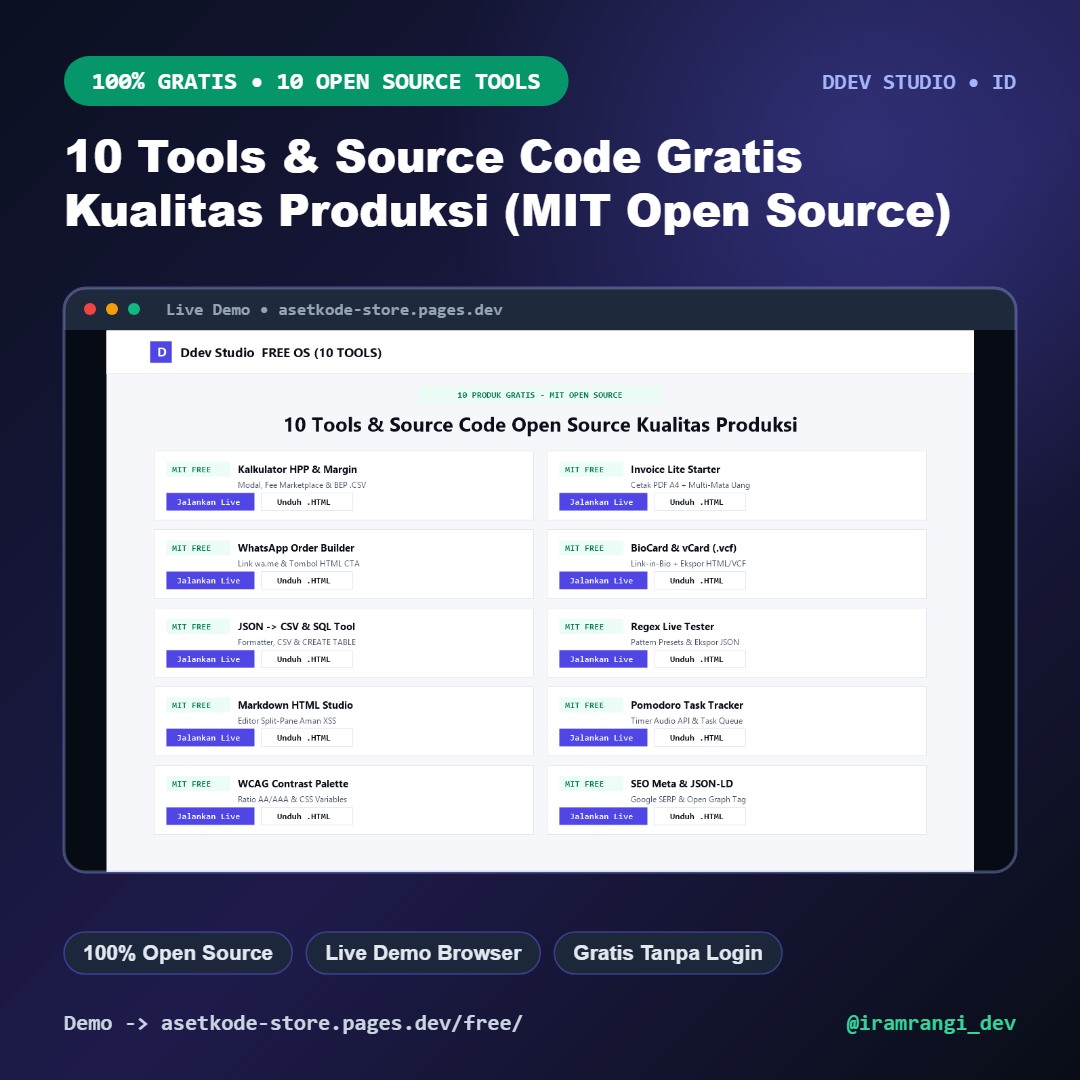 100% GRATIS • 10 OPEN SOURCE TOOLS
DDEV STUDIO • ID
10 Tools & Source Code Gratis
Kualitas Produksi (MIT Open Source)
Live Demo • asetkode-store.pages.dev
D Ddev Studio FREE OS (10 TOOLS)
10 PRODUK GRATIS - MIT OPEN SOURCE
10 Tools & Source Code Open Source Kualitas Produksi
MIT FREE Kalkulator HPP & Margin
Modal, Fee Marketplace & BEP .CSV
Jalankan Live Unduh .HTML
MIT FREE Invoice Lite Starter
Cetak PDF A4 + Multi-Mata Uang
Jalankan Live Unduh .HTML
MIT FREE WhatsApp Order Builder
Link wa.me & Tombol HTML CTA
Jalankan Live Unduh .HTML
MIT FREE BioCard & vCard (.vcf)
Link-in-Bio + Ekspor HTML/VCF
Jalankan Live Unduh .HTML
MIT FREE JSON -> CSV & SQL Tool
Formatter, CSV & CREATE TABLE
Jalankan Live Unduh .HTML
MIT FREE Regex Live Tester
Pattern Presets & Ekspor JSON
Jalankan Live Unduh .HTML
MIT FREE Markdown HTML Studio
Editor Split-Pane Aman XSS
Jalankan Live Unduh .HTML
MIT FREE Pomodoro Task Tracker
Timer Audio API & Task Queue
Jalankan Live Unduh .HTML
MIT FREE WCAG Contrast Palette
Ratio AA/AAA & CSS Variables
Jalankan Live Unduh .HTML
MIT FREE SEO Meta & JSON-LD
Google SERP & Open Graph Tag
Jalankan Live Unduh .HTML
100% Open Source
Live Demo Browser
Gratis Tanpa Login
Demo -> asetkode-store.pages.dev/free/
@iramrangi_dev